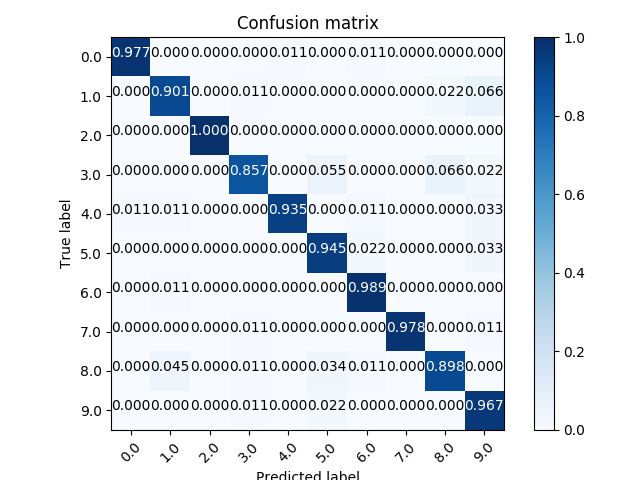 Confusion matrix
0.0 0.977 0.000 0.000 0.000 0.011 0.000 0.011 0.000 0.000 0.000
1.0 0.000 0.901 0.000 0.011 0.000 0.000 0.000 0.000 0.022 0.066
2.0 0.000 0.000 1.000 0.000 0.000 0.000 0.000 0.000 0.000 0.000
3.0 0.000 0.000 0.000 0.857 0.000 0.055 0.000 0.000 0.066 0.022
4.0 0.011 0.011 0.000 0.000 0.935 0.000 0.011 0.000 0.000 0.033
5.0 0.000 0.000 0.000 0.000 0.000 0.945 0.022 0.000 0.000 0.033
6.0 0.000 0.011 0.000 0.000 0.000 0.000 0.989 0.000 0.000 0.000
7.0 0.000 0.000 0.000 0.011 0.000 0.000 0.000 0.978 0.000 0.011
8.0 0.000 0.045 0.000 0.011 0.000 0.034 0.011 0.000 0.898 0.000
9.0 0.000 0.000 0.000 0.011 0.000 0.022 0.000 0.000 0.000 0.967
0.0 1.0 2.0 3.0 4.0 5.0 6.0 7.0 8.0 9.0
Predicted label
True label
1.0
0.8
0.6
0.4
0.2
0.0